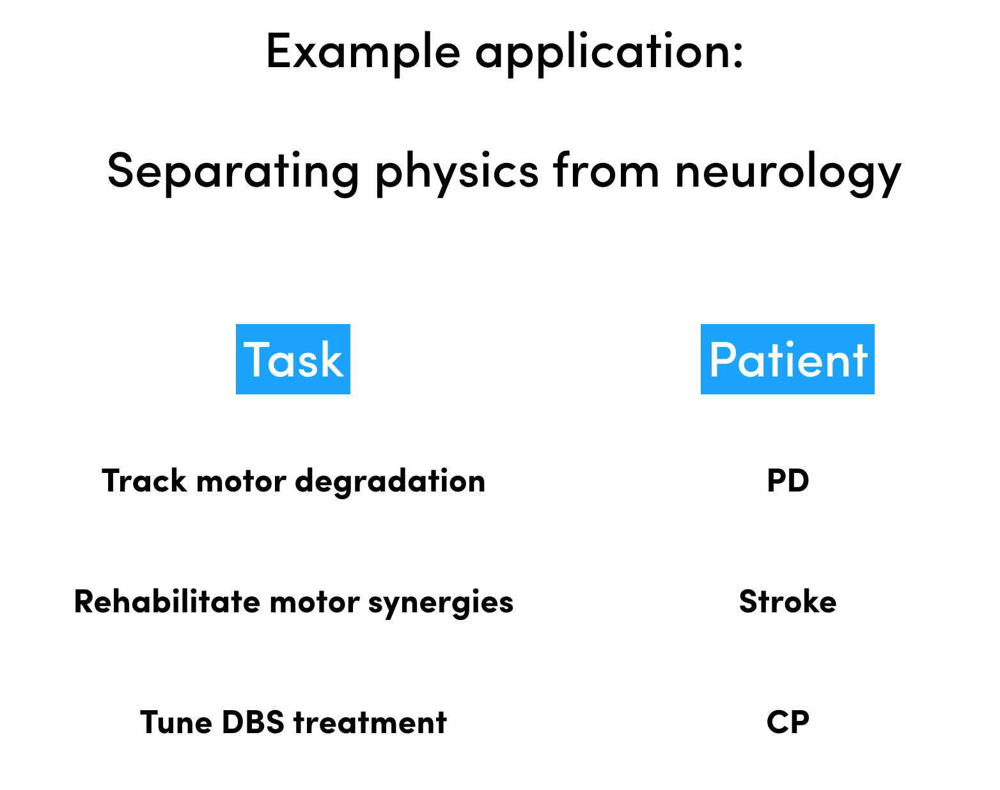 Example application:
Separating physics from neurology
Task Patient
Track motor degradation PD
Rehabilitate motor synergies Stroke
Tune DBS treatment CP